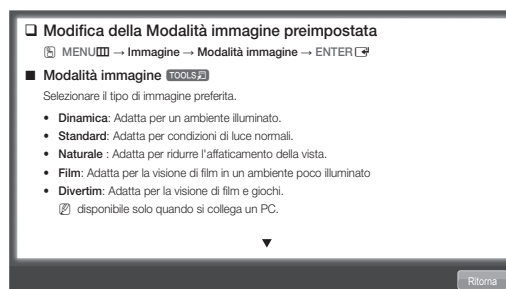 Modifica della Modalità immagine preimpostata
MENU → Immagine → Modalità immagine → ENTER
Modalità immagine TOOLS
Selezionare il tipo di immagine preferita.
• Dinamica: Adatta per un ambiente illuminato.
• Standard: Adatta per condizioni di luce normali.
• Naturale : Adatta per ridurre l'affaticamento della vista.
• Film: Adatta per la visione di film in un ambiente poco illuminato
• Divertim: Adatta per la visione di film e giochi.
disponibile solo quando si collega un PC.
Ritorna